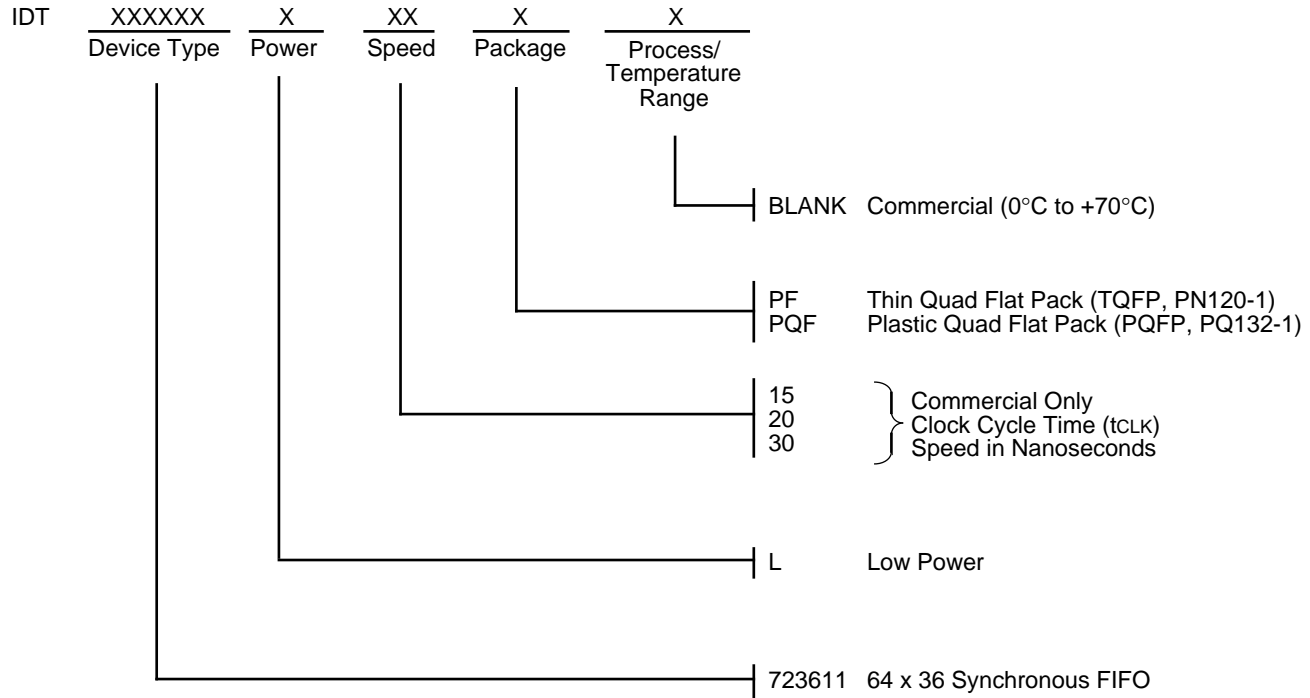 IDT XXXXXX X XX X X
Device Type Power Speed Package Process/
Temperature
Range
BLANK Commercial (0°C to +70°C)
PF Thin Quad Flat Pack (TQFP, PN120-1)
PQF Plastic Quad Flat Pack (PQFP, PQ132-1)
15 Commercial Only
20 Clock Cycle Time (tCLK)
30 Speed in Nanoseconds
L Low Power
723611 64 x 36 Synchronous FIFO